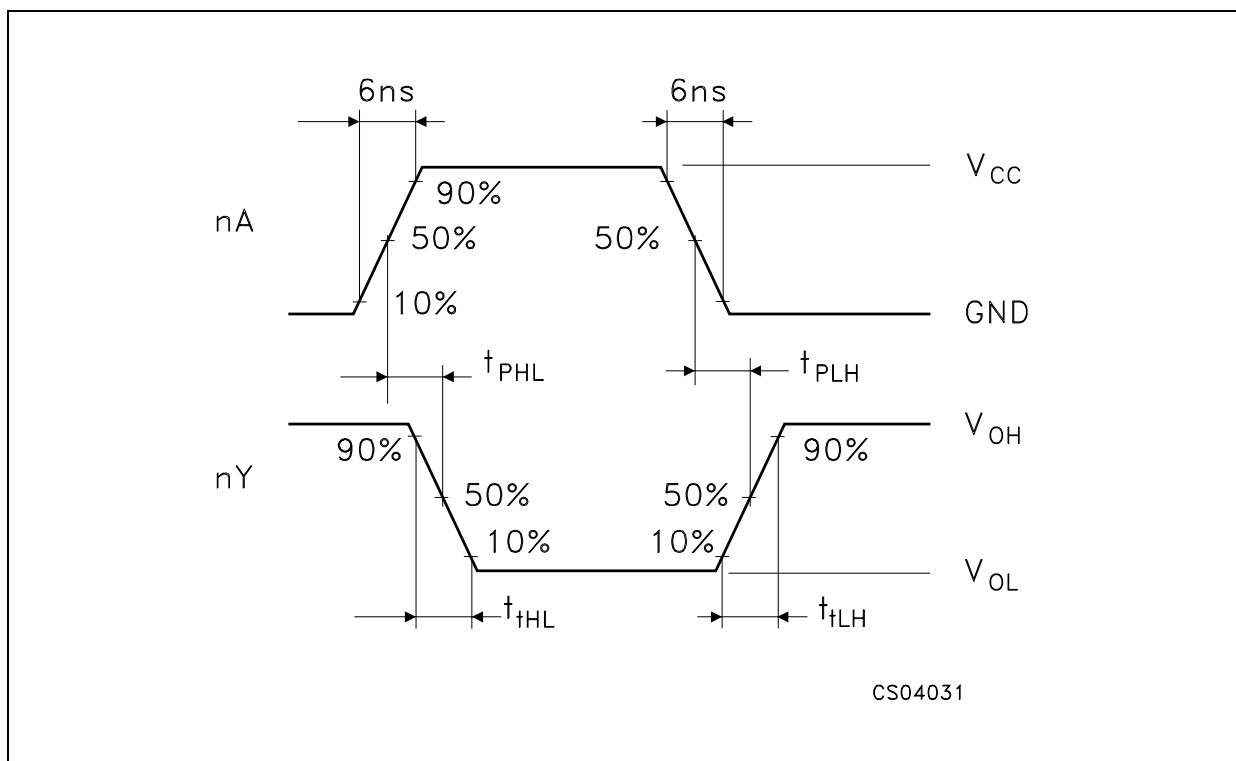 6ns 6ns
V_CC
90%
nA
50% 50%
10%
GND
t_PHL t_PLH
V_OH
90% 90%
nY
50% 50%
10% 10%
V_OL
t_tHL t_tLH
CS04031